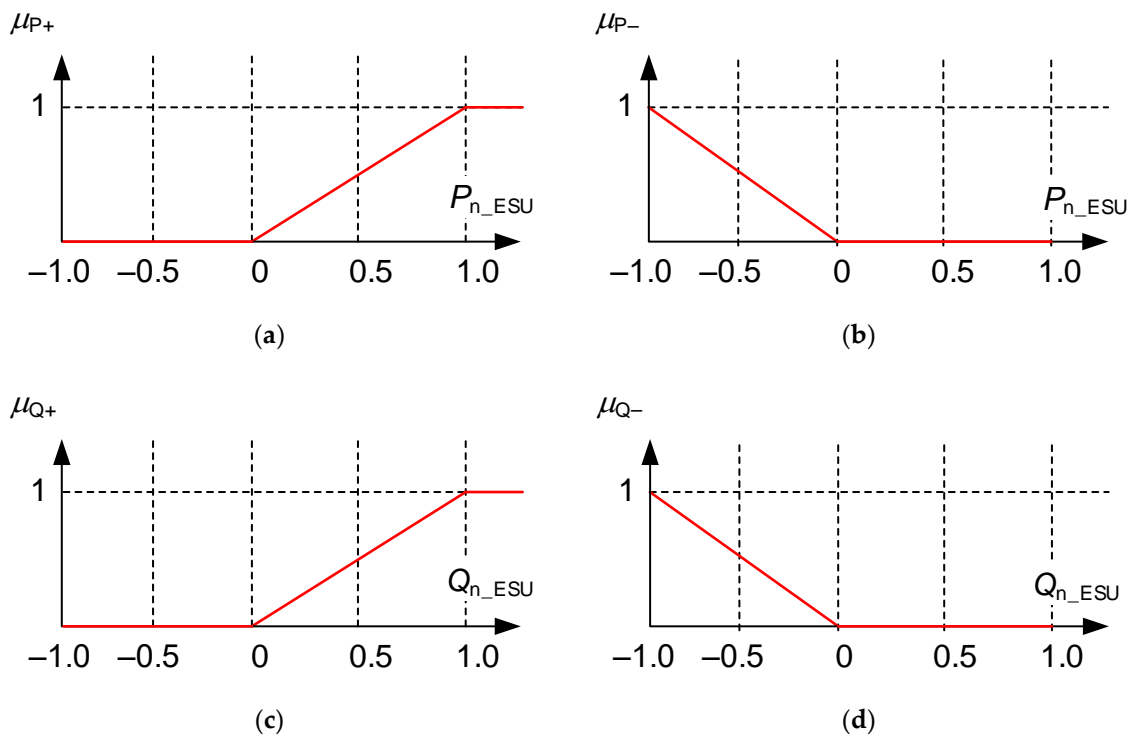 μP+ μP–
1 1
Pn_ESU Pn_ESU
–1.0 –0.5 0 0.5 1.0 –1.0 –0.5 0 0.5 1.0
(a) (b)
μQ+ μQ–
1 1
Qn_ESU Qn_ESU
–1.0 –0.5 0 0.5 1.0 –1.0 –0.5 0 0.5 1.0
(c) (d)